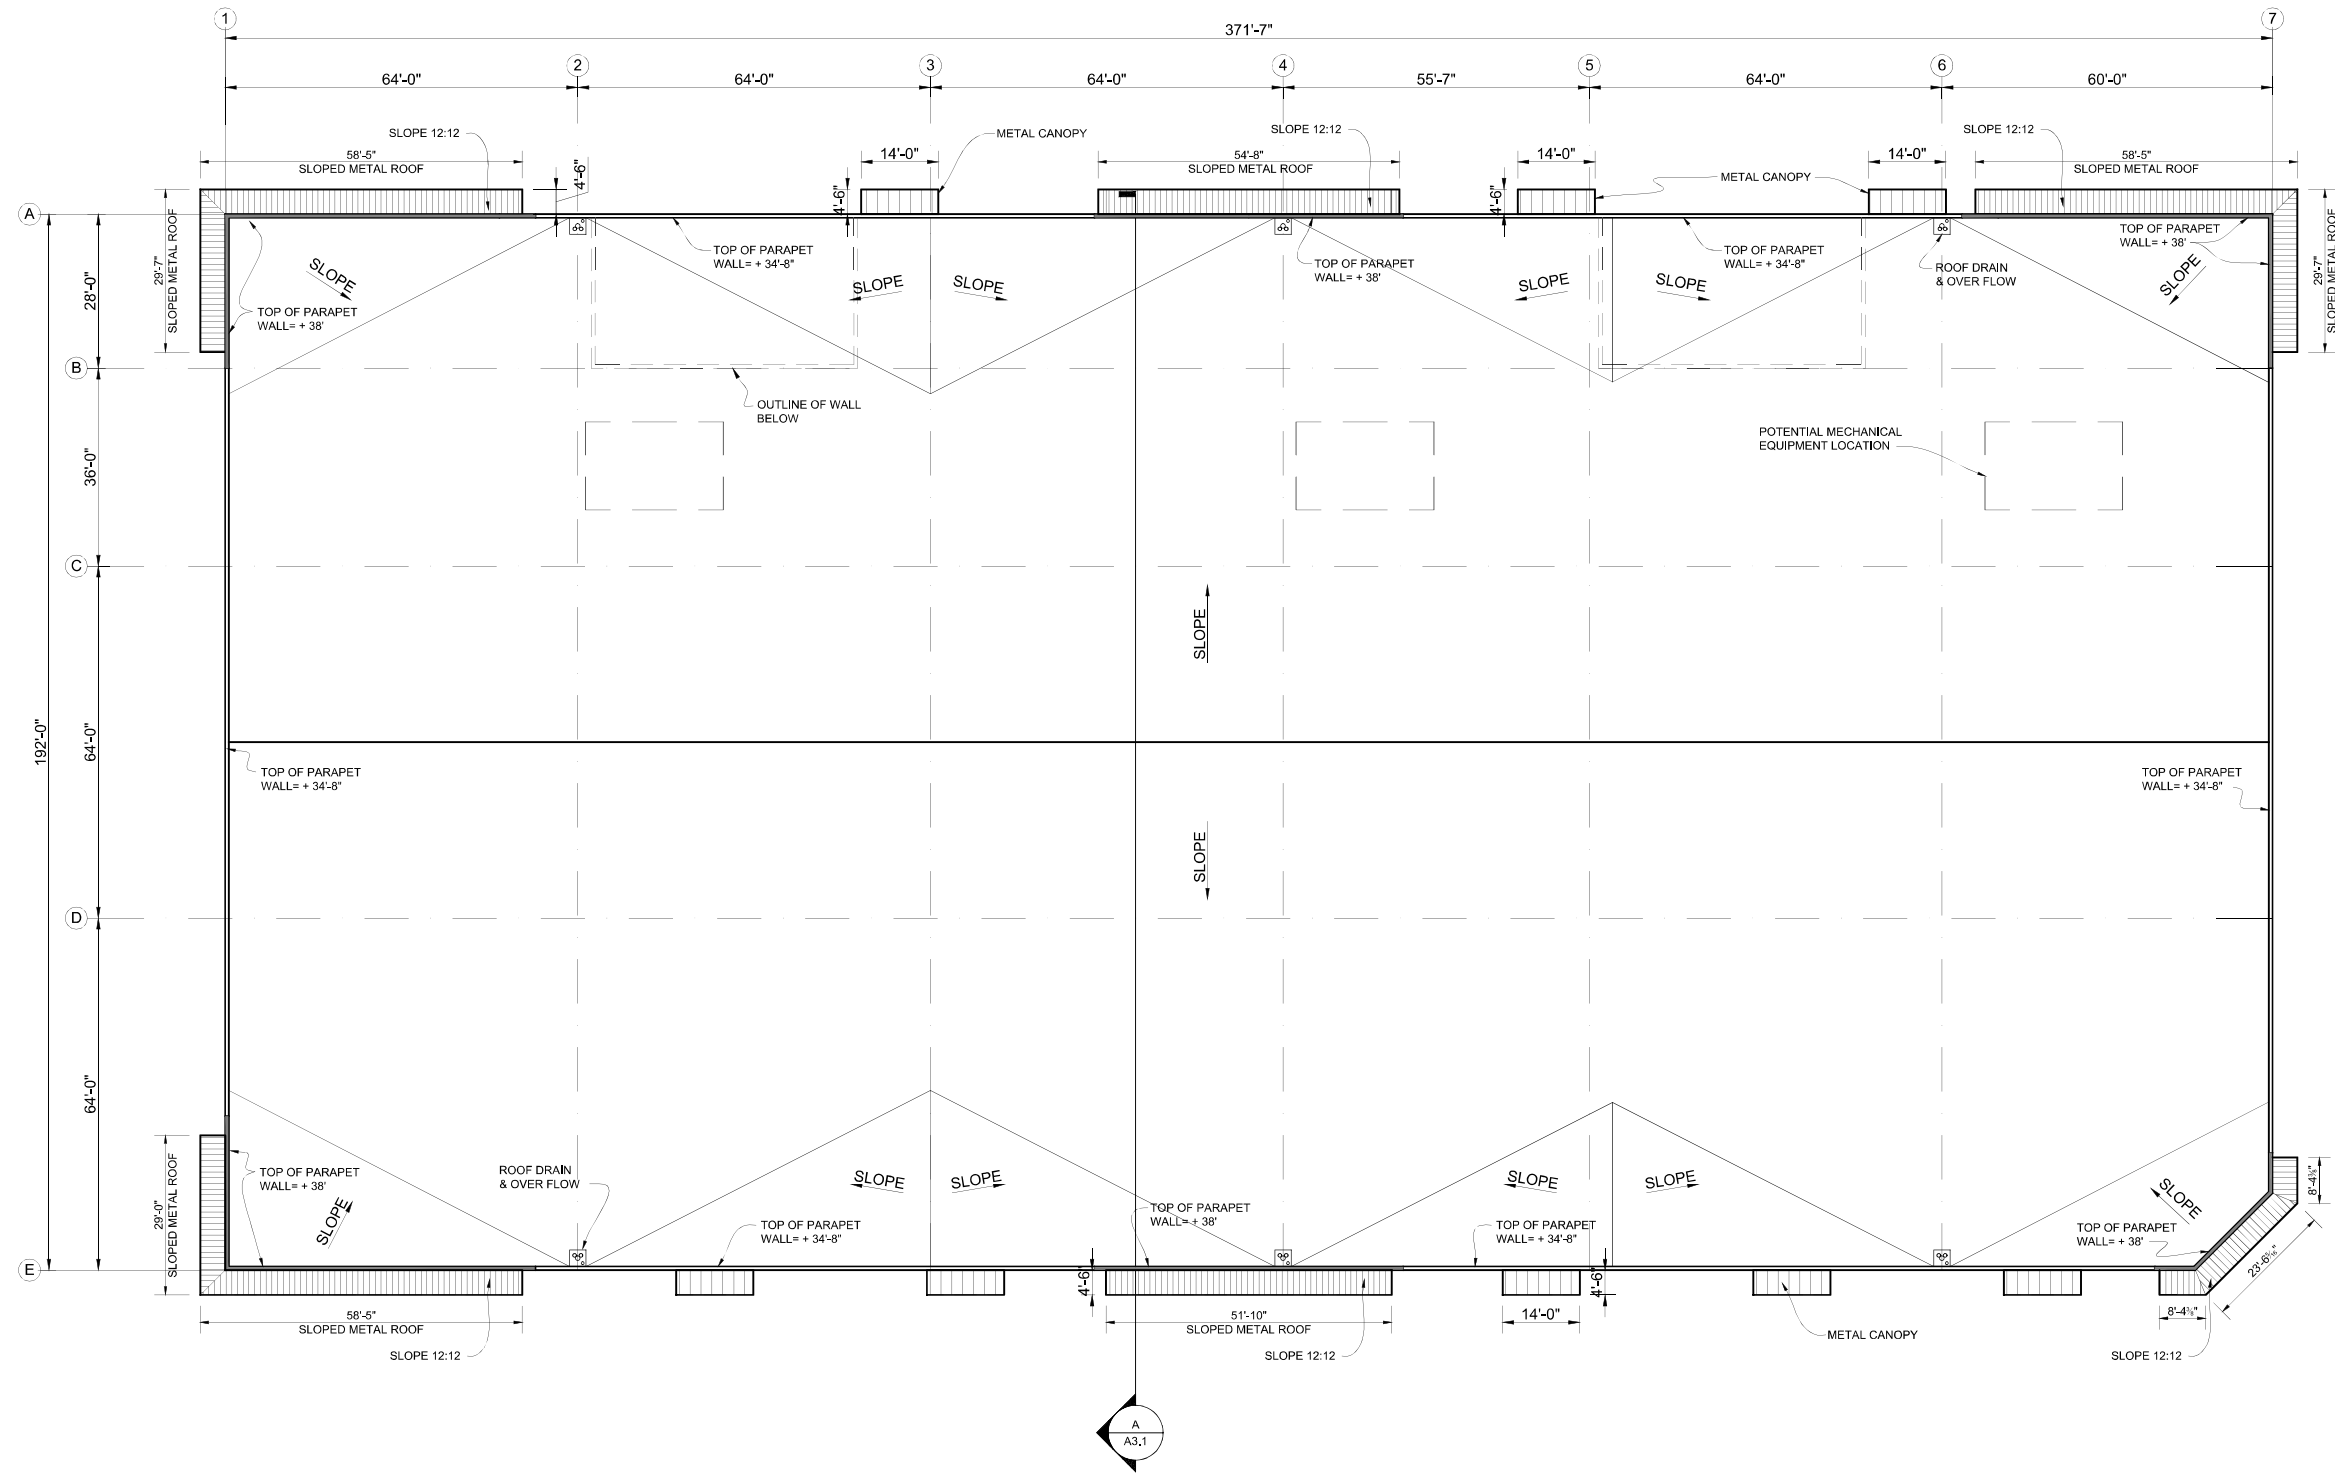 1
7
371'-7"
2
3
4
5
6
64'-0"
64'-0"
64'-0"
55'-7"
64'-0"
60'-0"
SLOPE 12:12
METAL CANOPY
SLOPE 12:12
SLOPE 12:12
58'-5"
SLOPED METAL ROOF
4'-6"
14'-0"
4'-6"
54'-8"
SLOPED METAL ROOF
14'-0"
4'-6"
METAL CANOPY
14'-0"
58'-5"
SLOPED METAL ROOF
A
29'-7"
SLOPED METAL ROOF
28'-0"
SLOPE
TOP OF PARAPET
WALL= + 38'
TOP OF PARAPET
WALL= + 34'-8"
SLOPE
SLOPE
TOP OF PARAPET
WALL= + 38'
SLOPE
SLOPE
TOP OF PARAPET
WALL= + 34'-8"
ROOF DRAIN
& OVER FLOW
TOP OF PARAPET
WALL= + 38'
SLOPE
29'-7"
SLOPED METAL ROOF
B
OUTLINE OF WALL
BELOW
36'-0"
POTENTIAL MECHANICAL
EQUIPMENT LOCATION
C
SLOPE
192'-0"
64'-0"
TOP OF PARAPET
WALL= + 34'-8"
TOP OF PARAPET
WALL= + 34'-8"
SLOPE
D
64'-0"
29'-0"
SLOPED METAL ROOF
TOP OF PARAPET
WALL= + 38'
SLOPE
ROOF DRAIN
& OVER FLOW
TOP OF PARAPET
WALL= + 34'-8"
SLOPE
SLOPE
TOP OF PARAPET
WALL= + 38'
SLOPE
SLOPE
TOP OF PARAPET
WALL= + 34'-8"
SLOPE
TOP OF PARAPET
WALL= + 38'
8'-4⅜"
23'-6⁵⁄₁₆"
E
4'-6"
4'-6"
58'-5"
SLOPED METAL ROOF
51'-10"
SLOPED METAL ROOF
14'-0"
METAL CANOPY
8'-4⅜"
SLOPE 12:12
SLOPE 12:12
SLOPE 12:12
A
A3.1